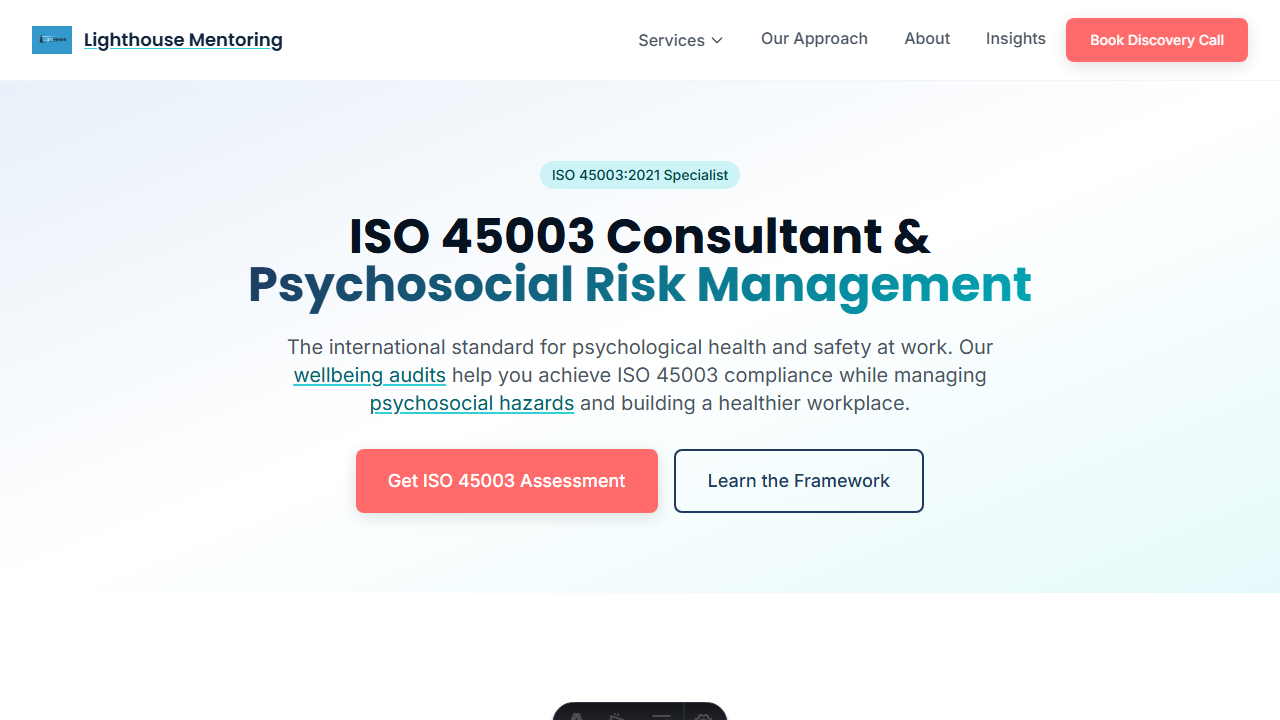 Lighthouse Mentoring
Services
Our Approach
About
Insights
Book Discovery Call
ISO 45003:2021 Specialist
ISO 45003 Consultant &
Psychosocial Risk Management
The international standard for psychological health and safety at work. Our
wellbeing audits help you achieve ISO 45003 compliance while managing
psychosocial hazards and building a healthier workplace.
Get ISO 45003 Assessment
Learn the Framework